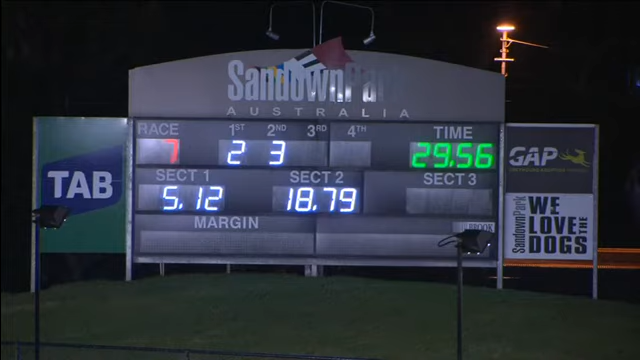 SandownPark
AUSTRALIA
RACE 1ST 2ND 3RD 4TH TIME
7 2 3 29.56
SECT 1 SECT 2 SECT 3
5.12 18.79
MARGIN
TAB
GAP
SandownPark
WE
LOVE THE
DOGS